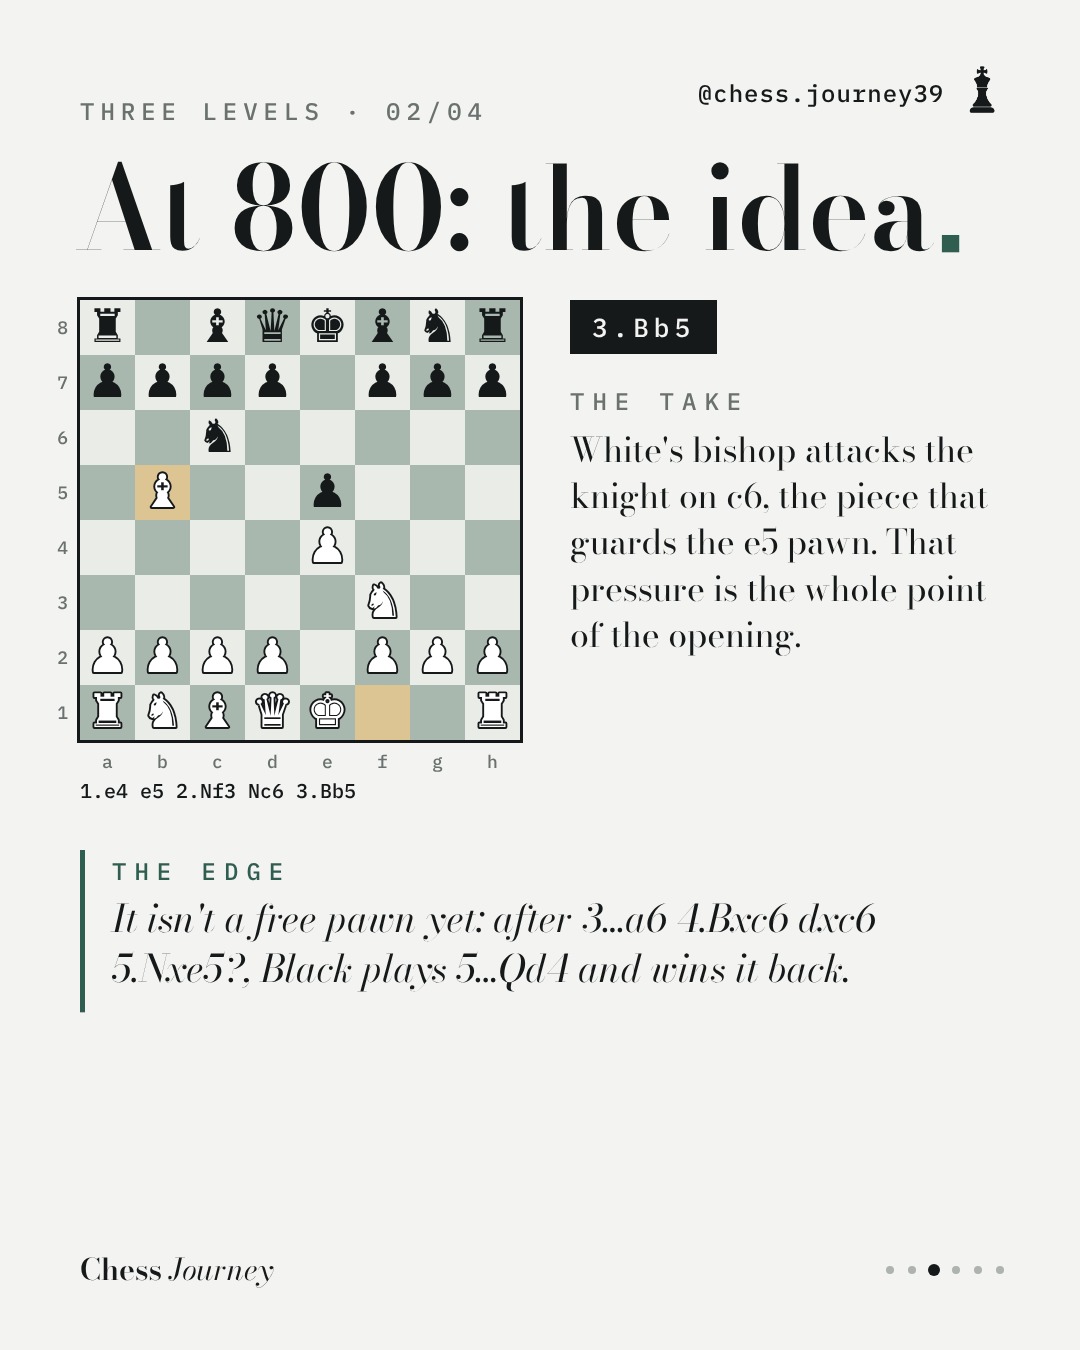 THREE LEVELS · 02/04
@chess.journey39
At 800: the idea.
8
7
6
5
4
3
2
1
a b c d e f g h
1.e4 e5 2.Nf3 Nc6 3.Bb5
3.Bb5
THE TAKE
White's bishop attacks the
knight on c6, the piece that
guards the e5 pawn. That
pressure is the whole point
of the opening.
THE EDGE
It isn't a free pawn yet: after 3...a6 4.Bxc6 dxc6
5.Nxe5?, Black plays 5...Qd4 and wins it back.
Chess Journey